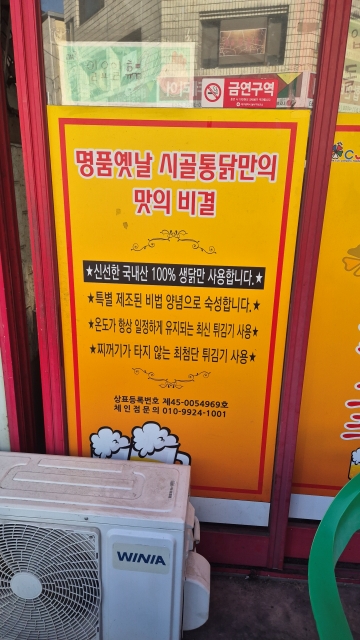 금연구역
명품옛날 시골통닭만의
맛의 비결
★신선한 국내산 100% 생닭만 사용합니다.★
★특별 제조된 비법 양념으로 숙성합니다.★
★온도가 항상 일정하게 유지되는 최신 튀김기 사용★
★찌꺼기가 타지 않는 최첨단 튀김기 사용★
상표등록번호 제45-0054969호
체인점문의 010-9924-1001
WINIA